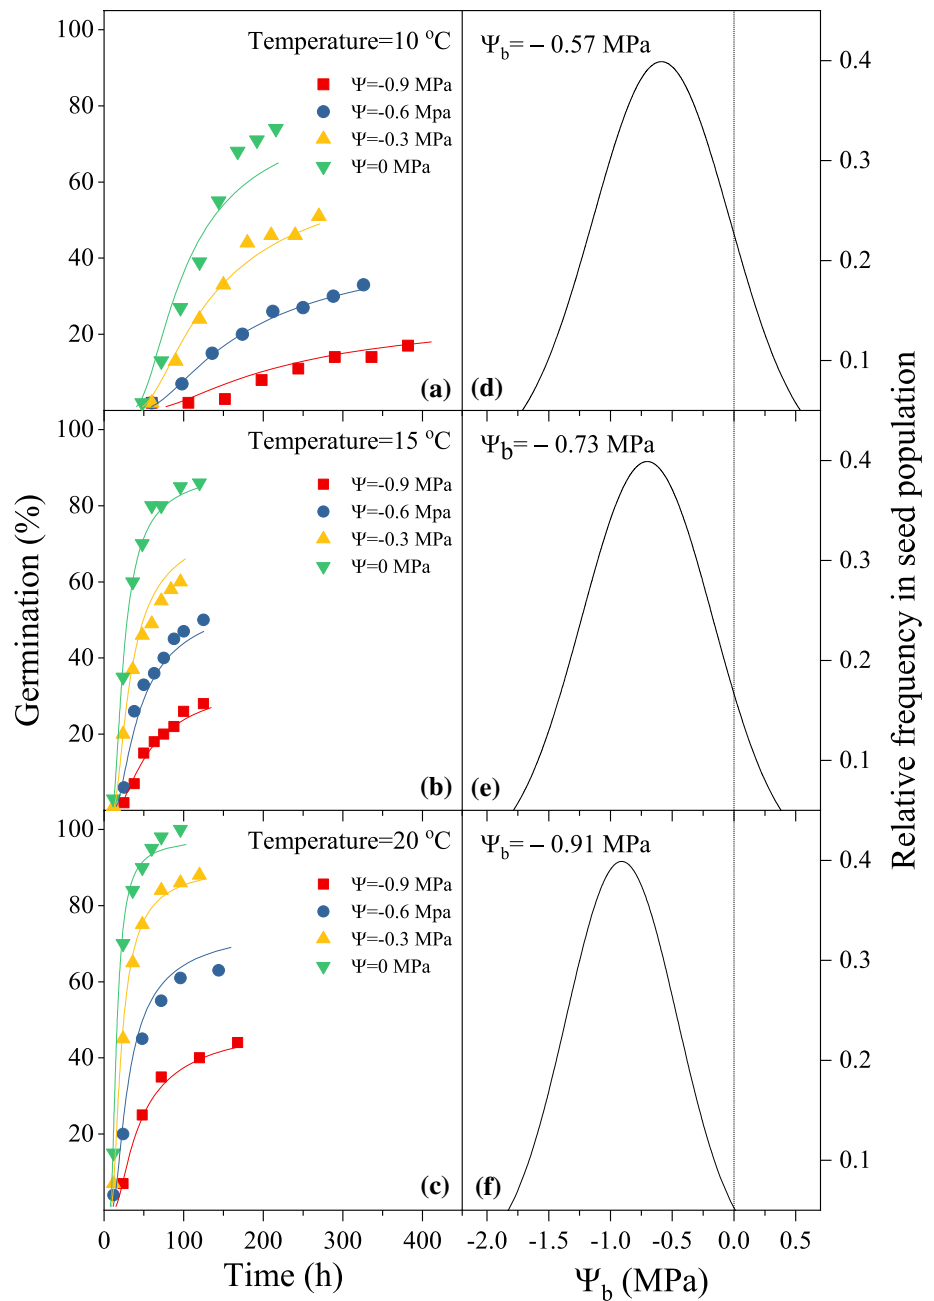 Germination (%)
100
80
60
40
20
Temperature=10 °C
Ψ=-0.9 MPa
Ψ=-0.6 Mpa
Ψ=-0.3 MPa
Ψ=0 MPa
(a)
Ψb= – 0.57 MPa
(d)
0.4
0.3
0.2
0.1
100
80
60
40
20
Temperature=15 °C
Ψ=-0.9 MPa
Ψ=-0.6 Mpa
Ψ=-0.3 MPa
Ψ=0 MPa
(b)
Ψb= – 0.73 MPa
(e)
0.4
0.3
0.2
0.1
100
80
60
40
20
Temperature=20 °C
Ψ=-0.9 MPa
Ψ=-0.6 Mpa
Ψ=-0.3 MPa
Ψ=0 MPa
(c)
Ψb= – 0.91 MPa
(f)
0.4
0.3
0.2
0.1
0 100 200 300 400
Time (h)
-2.0 -1.5 -1.0 -0.5 0.0 0.5
Ψb (MPa)
Relative frequency in seed population